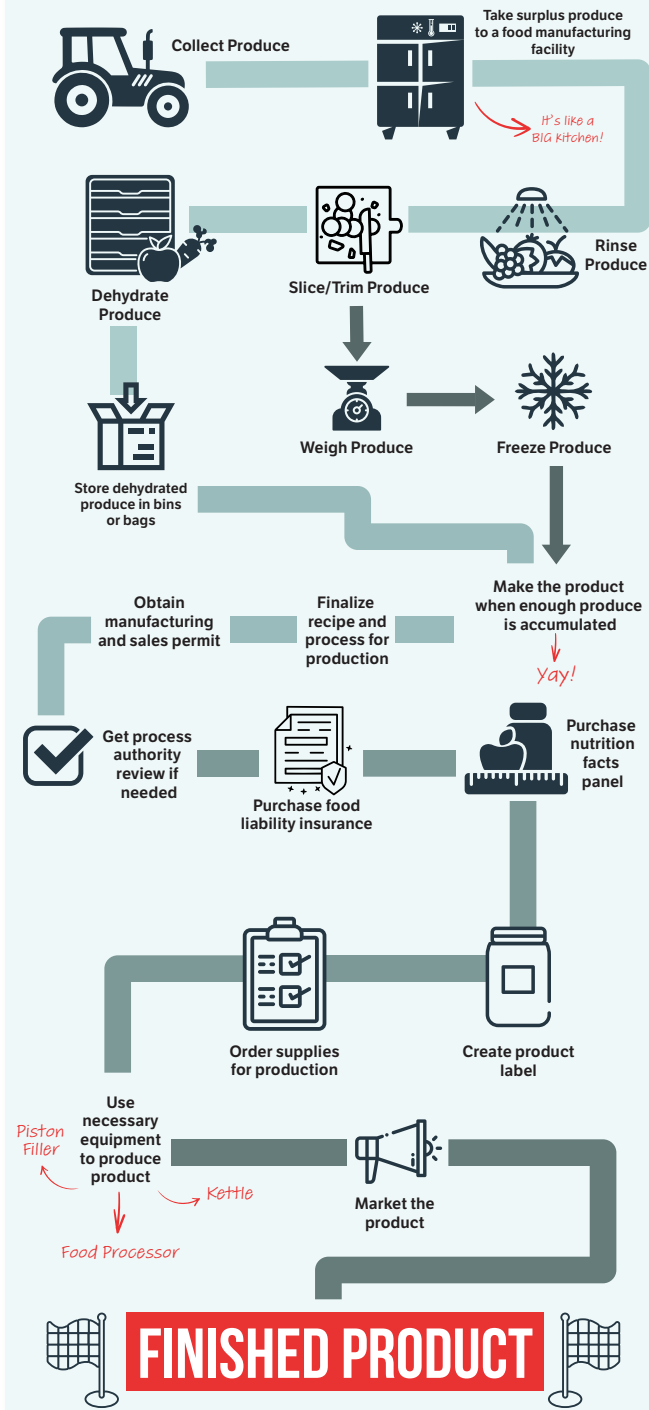 Collect Produce
Take surplus produce
to a food manufacturing
facility
It's like a
BIG kitchen!
Rinse
Produce
Slice/Trim Produce
Dehydrate
Produce
Weigh Produce
Freeze Produce
Store dehydrated
produce in bins
or bags
Make the product
when enough produce
is accumulated
Yay!
Finalize
recipe and
process for
production
Obtain
manufacturing
and sales permit
Get process
authority
review if
needed
Purchase food
liability insurance
Purchase
nutrition
facts
panel
Create product
label
Order supplies
for production
Use
necessary
equipment
to produce
product
Piston
Filler
Food Processor
Kettle
Market the
product
FINISHED PRODUCT